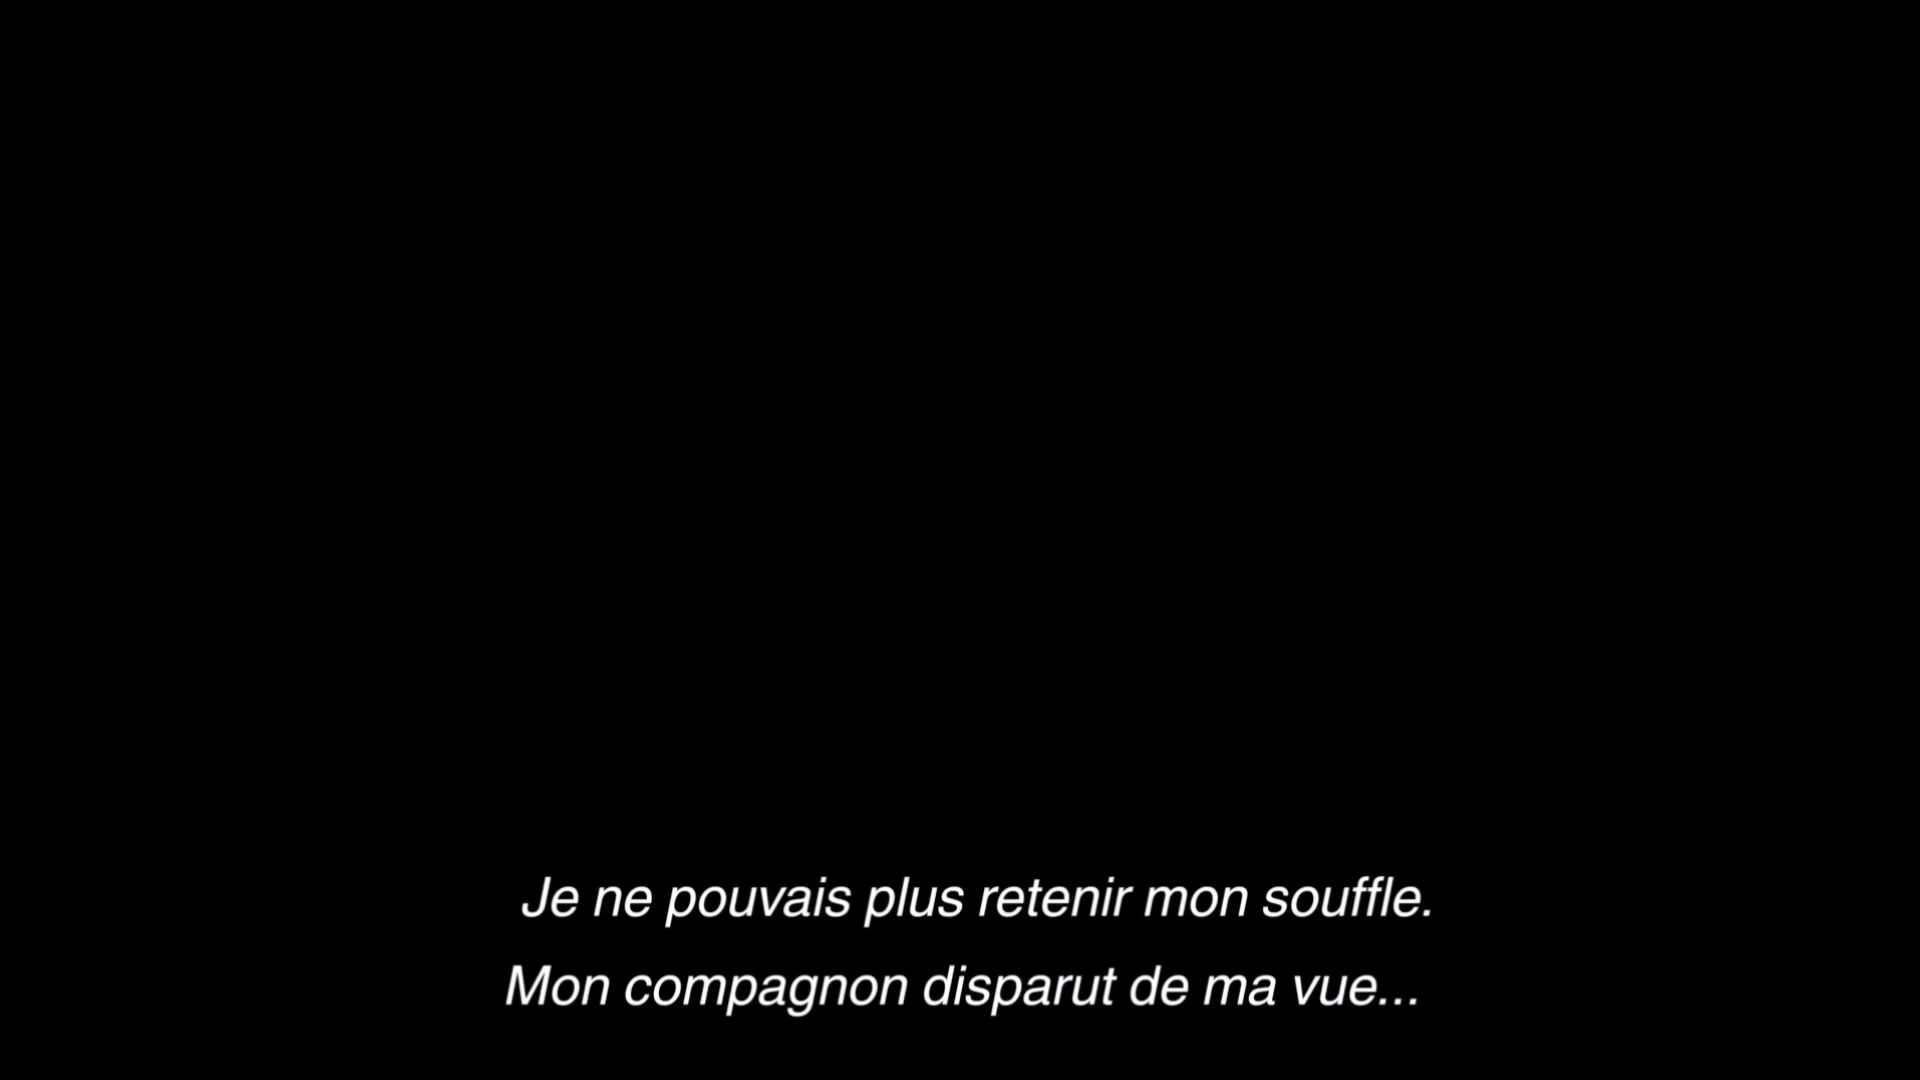 Je ne pouvais plus retenir mon souffle.
Mon compagnon disparut de ma vue...